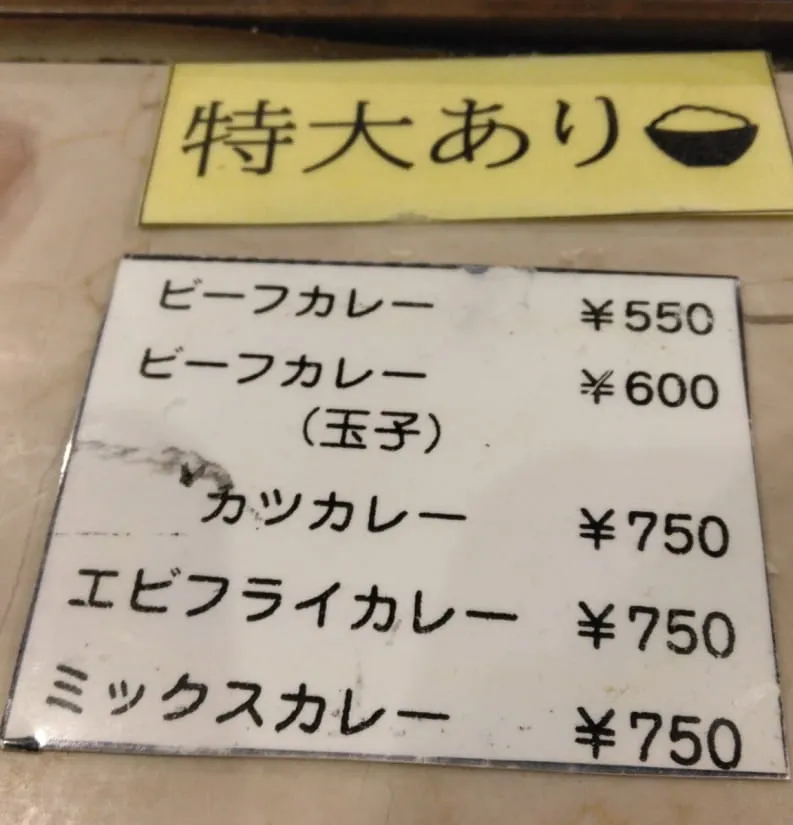 特大あり
ビーフカレー ¥550
ビーフカレー ¥600
(玉子)
カツカレー ¥750
エビフライカレー ¥750
ミックスカレー ¥750